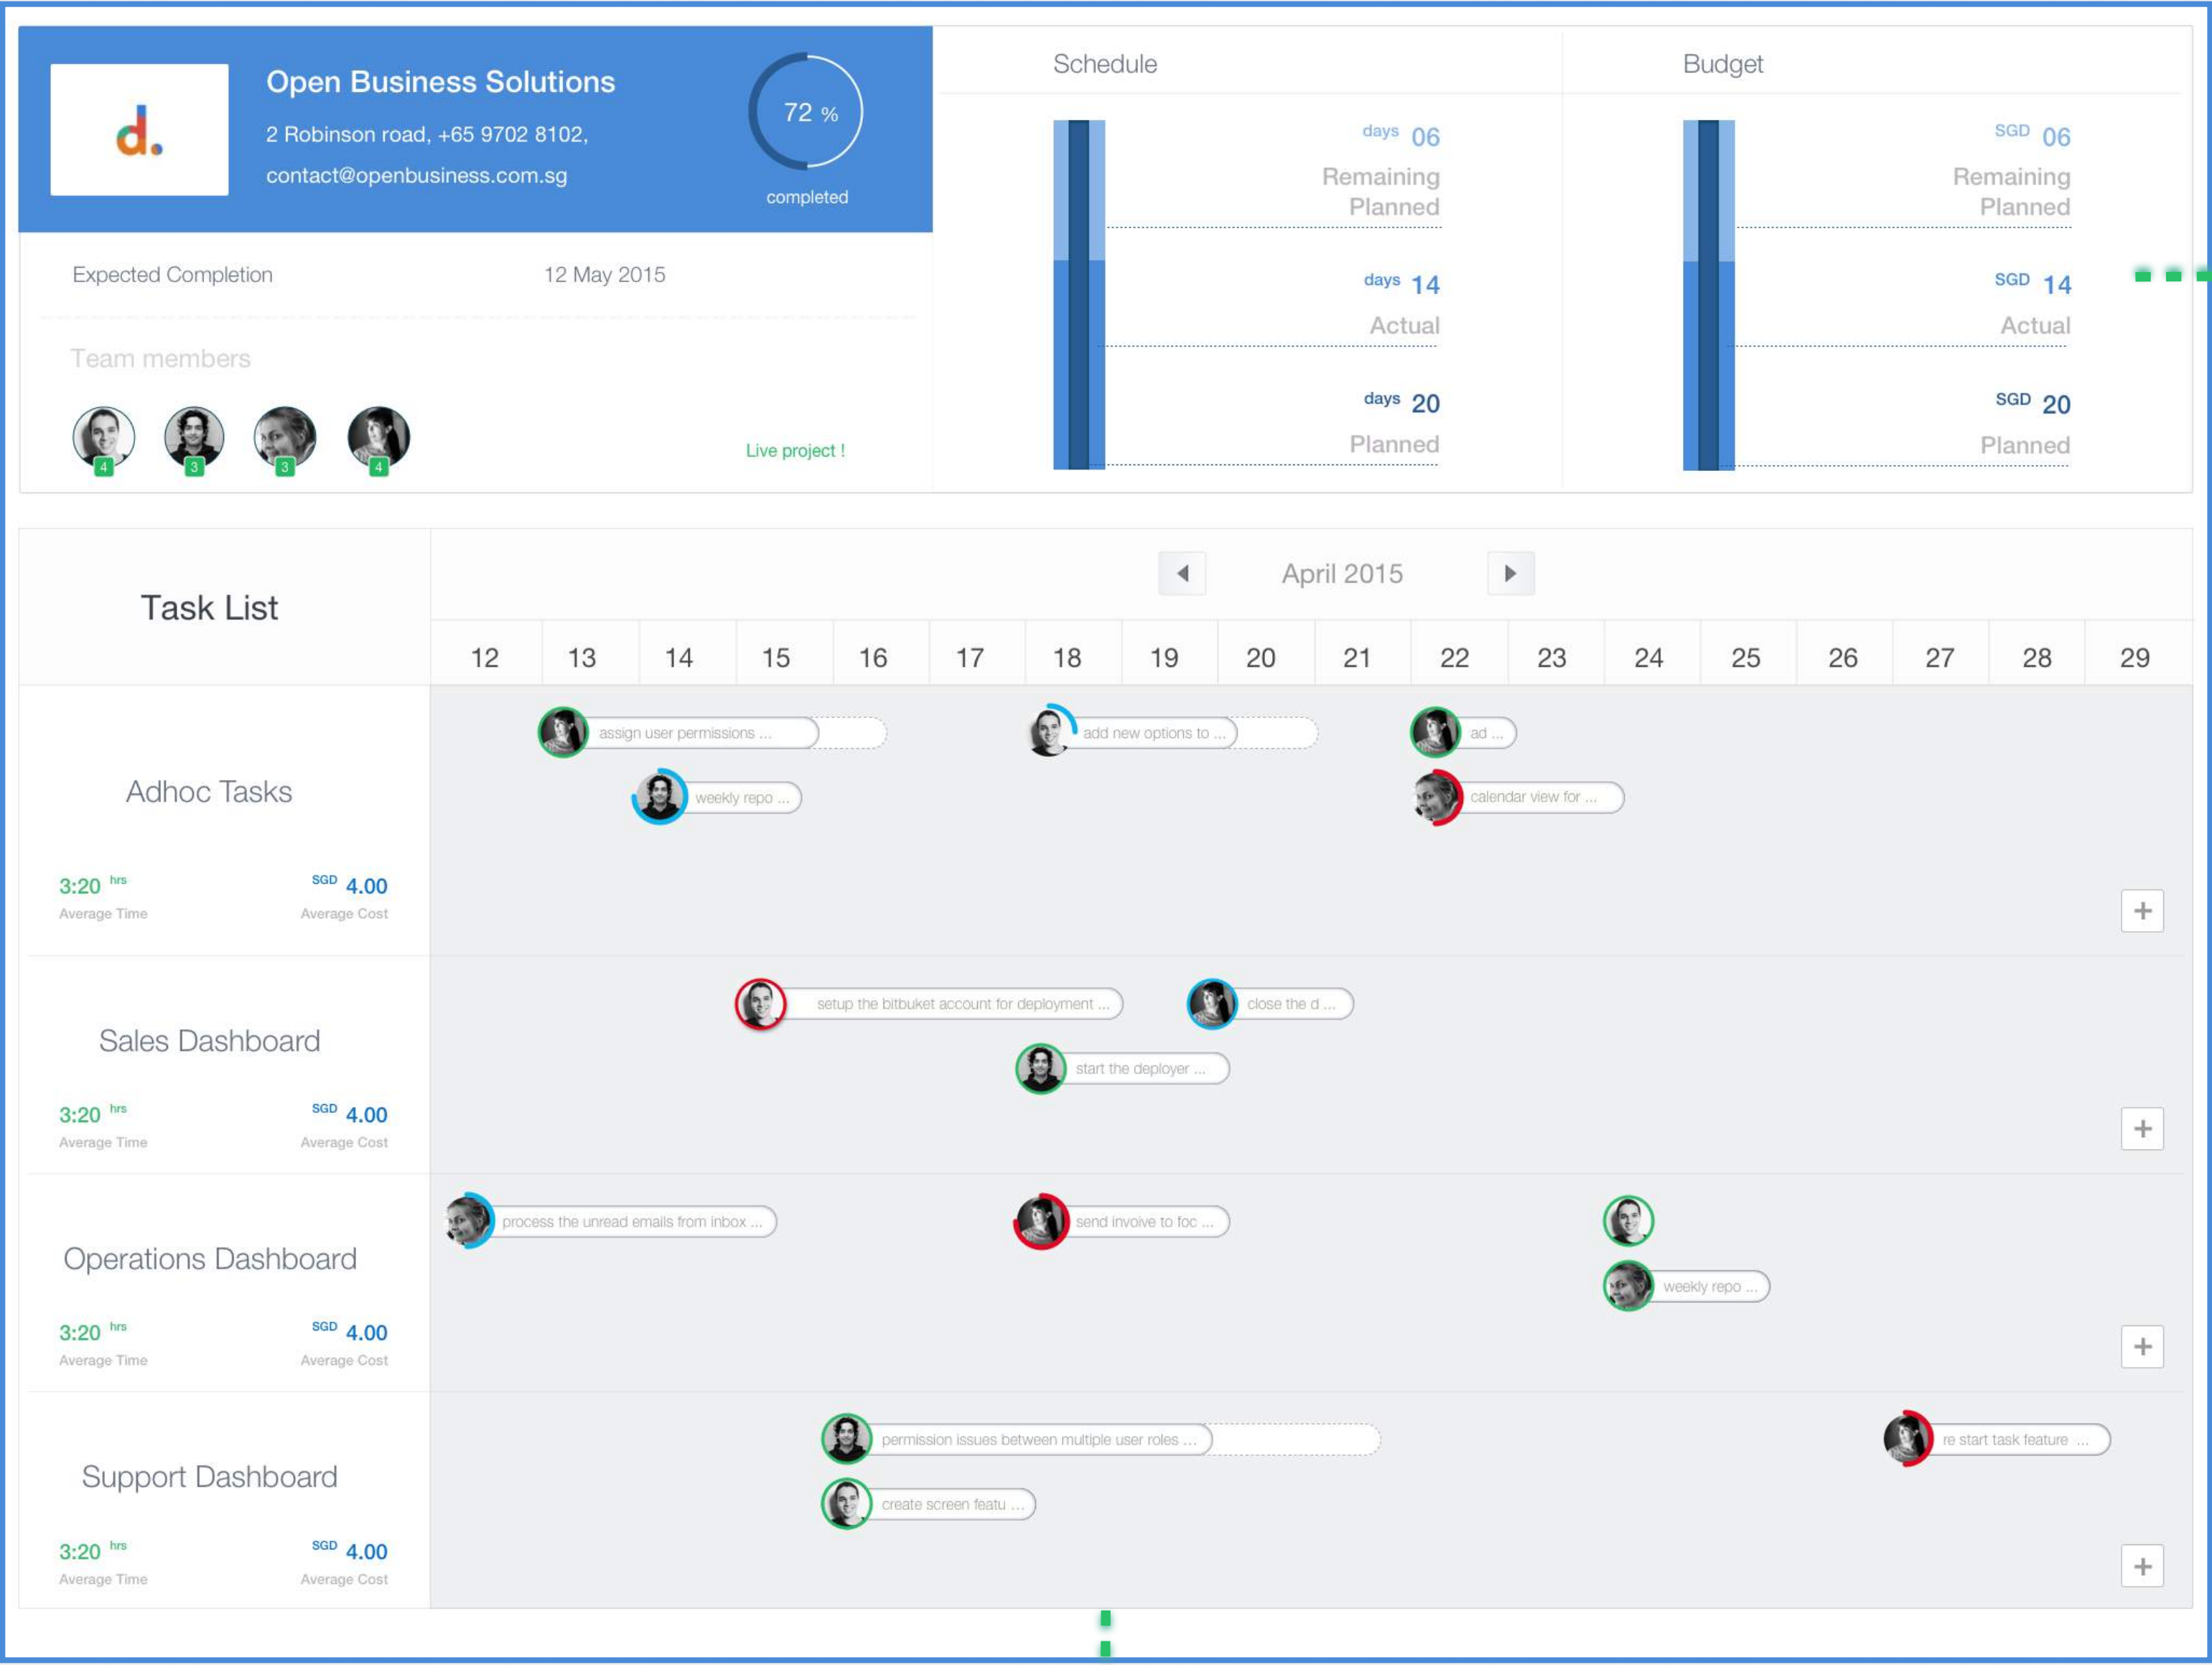 d.
Open Business Solutions
2 Robinson road, +65 9702 8102,
contact@openbusiness.com.sg
72 %
completed
Expected Completion 12 May 2015
Team members
4 3 3 4
Live project !
Schedule
days 06
Remaining
Planned
days 14
Actual
days 20
Planned
Budget
SGD 06
Remaining
Planned
SGD 14
Actual
SGD 20
Planned
Task List
April 2015
12 13 14 15 16 17 18 19 20 21 22 23 24 25 26 27 28 29
Adhoc Tasks
3:20 hrs SGD 4.00
Average Time Average Cost
assign user permissions ... add new options to ... ad ...
weekly repo ... calendar view for ...
+
Sales Dashboard
3:20 hrs SGD 4.00
Average Time Average Cost
setup the bitbuket account for deployment ... close the d ...
start the deployer ...
+
Operations Dashboard
3:20 hrs SGD 4.00
Average Time Average Cost
process the unread emails from inbox ... send invoive to foc ...
weekly repo ...
+
Support Dashboard
3:20 hrs SGD 4.00
Average Time Average Cost
permission issues between multiple user roles ... re start task feature ...
create screen featu ...
+